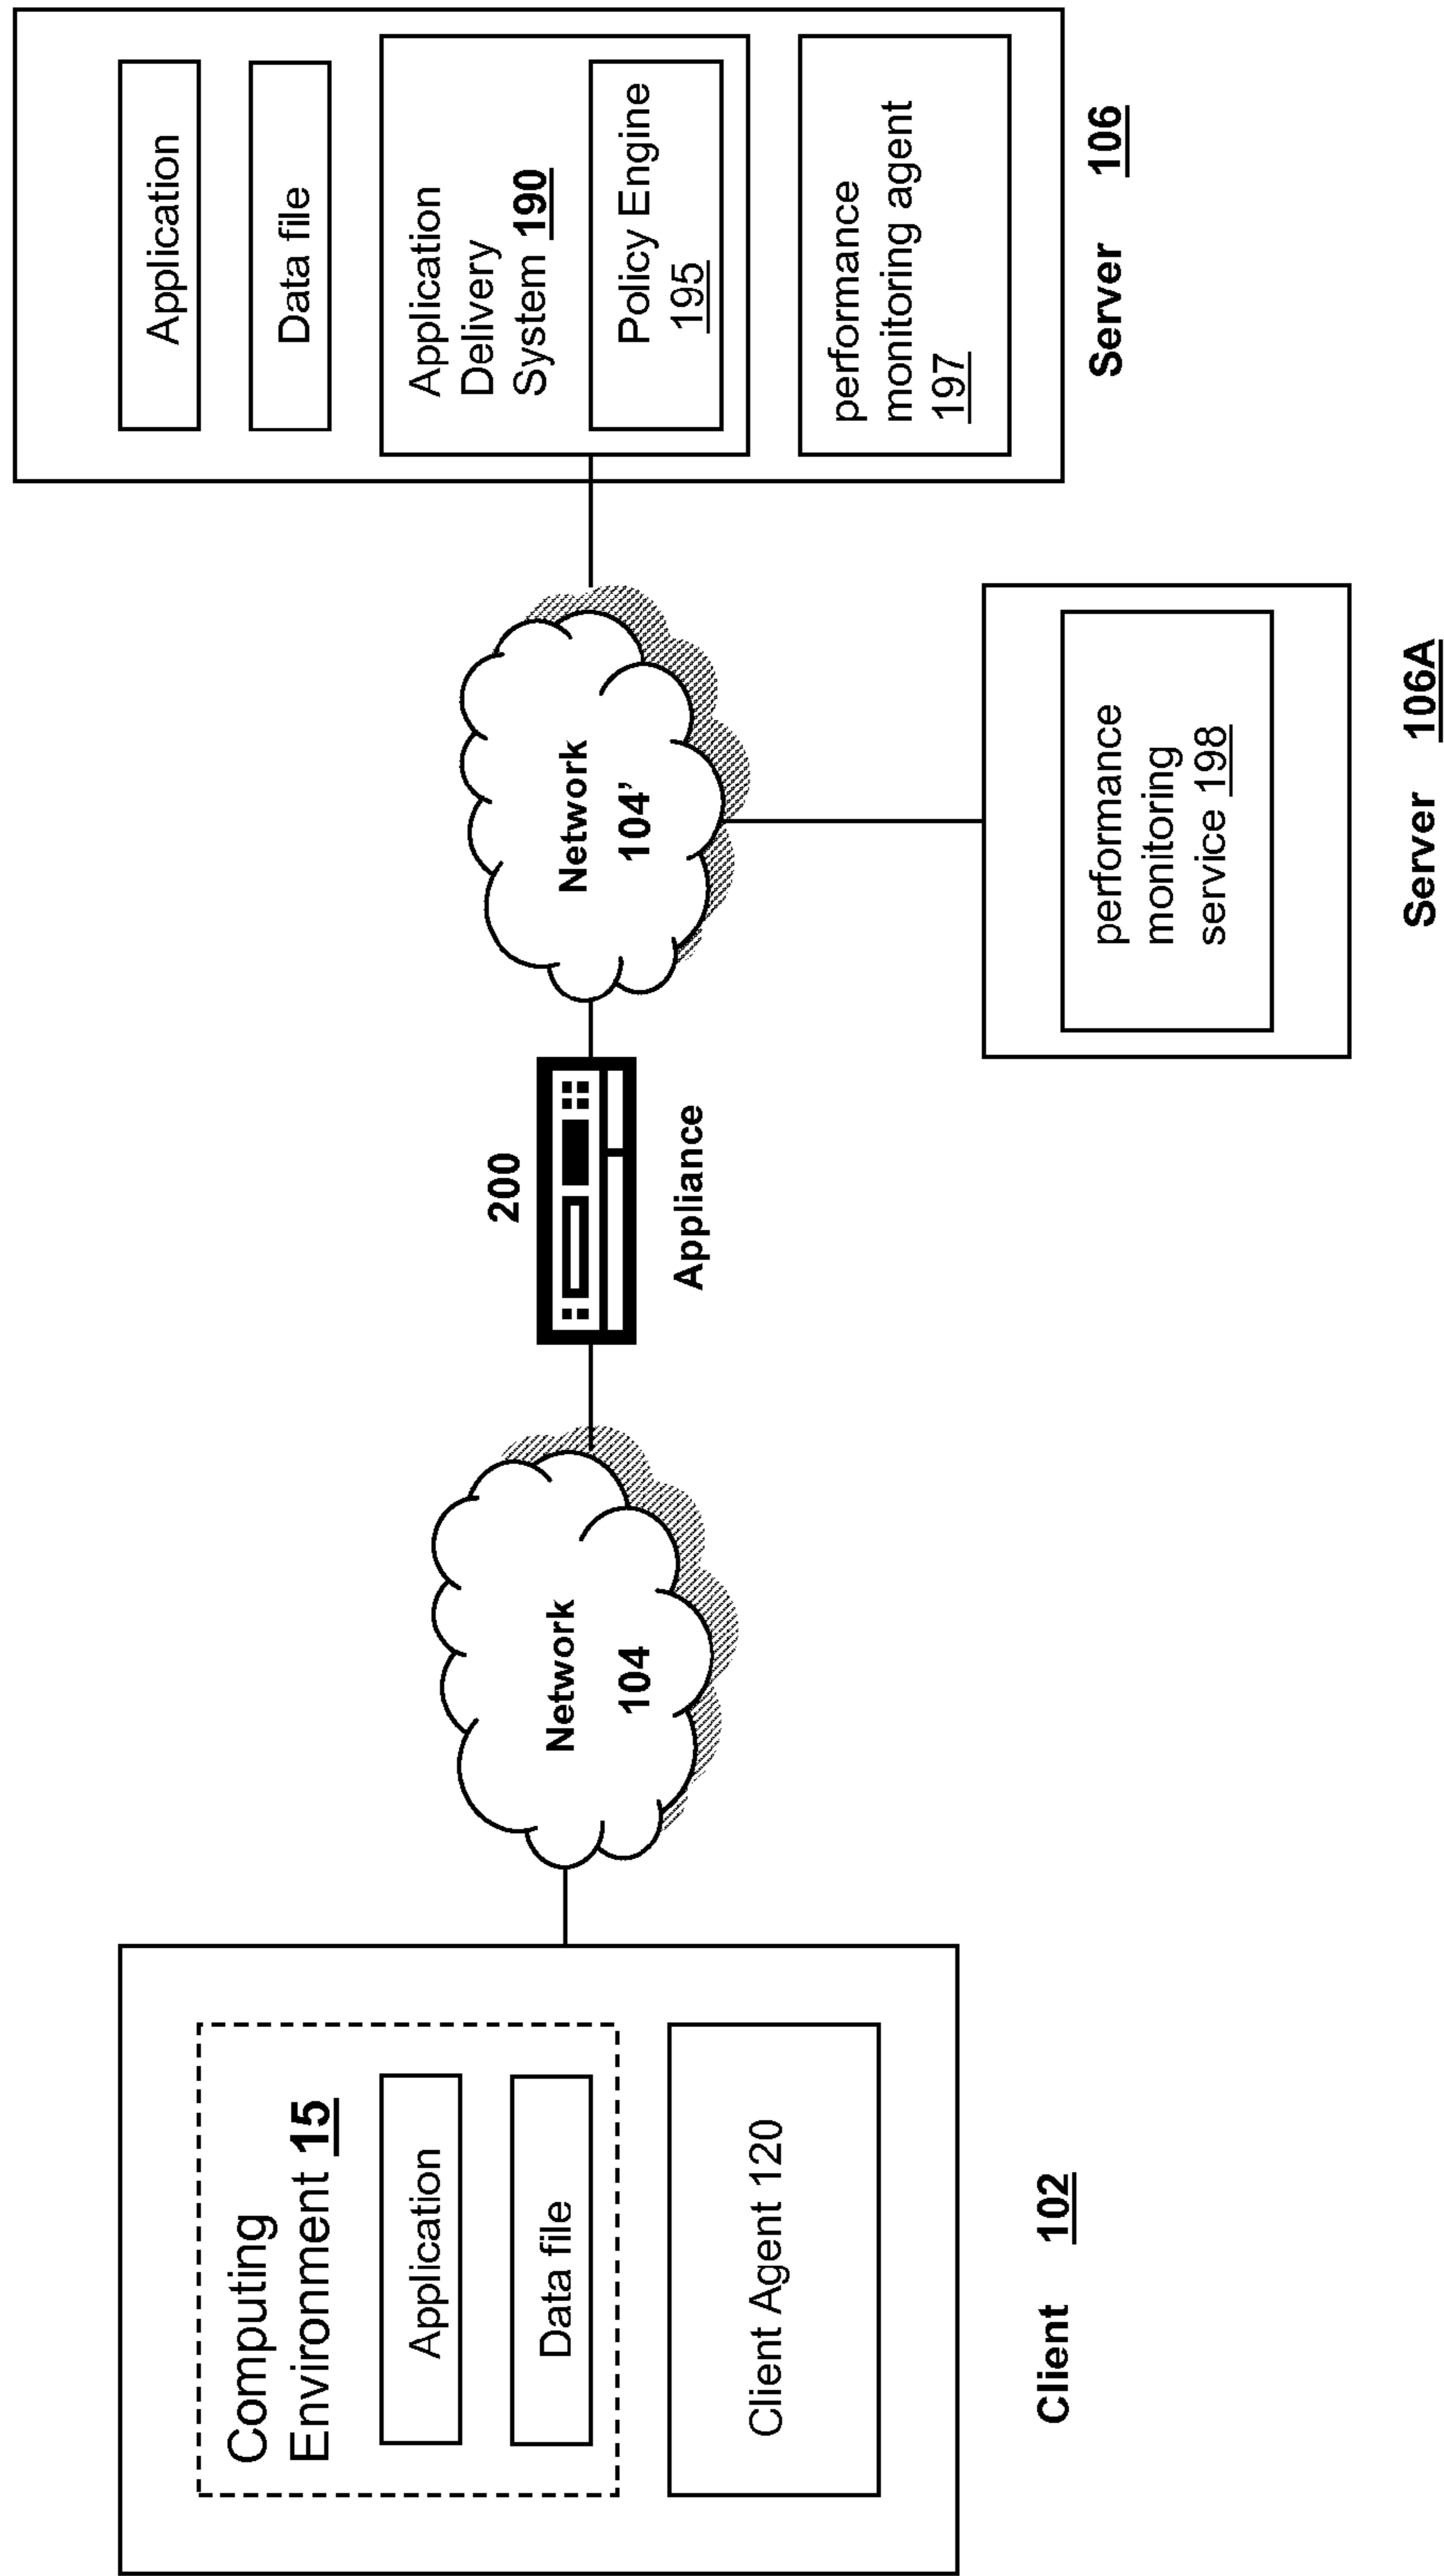 Computing
Environment 15
Application
Data file
Client Agent 120
Client 102
Network
104
200
Appliance
Network
104’
performance
monitoring
service 198
Server 106A
Application
Data file
Application
Delivery
System 190
Policy Engine
195
performance
monitoring agent
197
Server 106